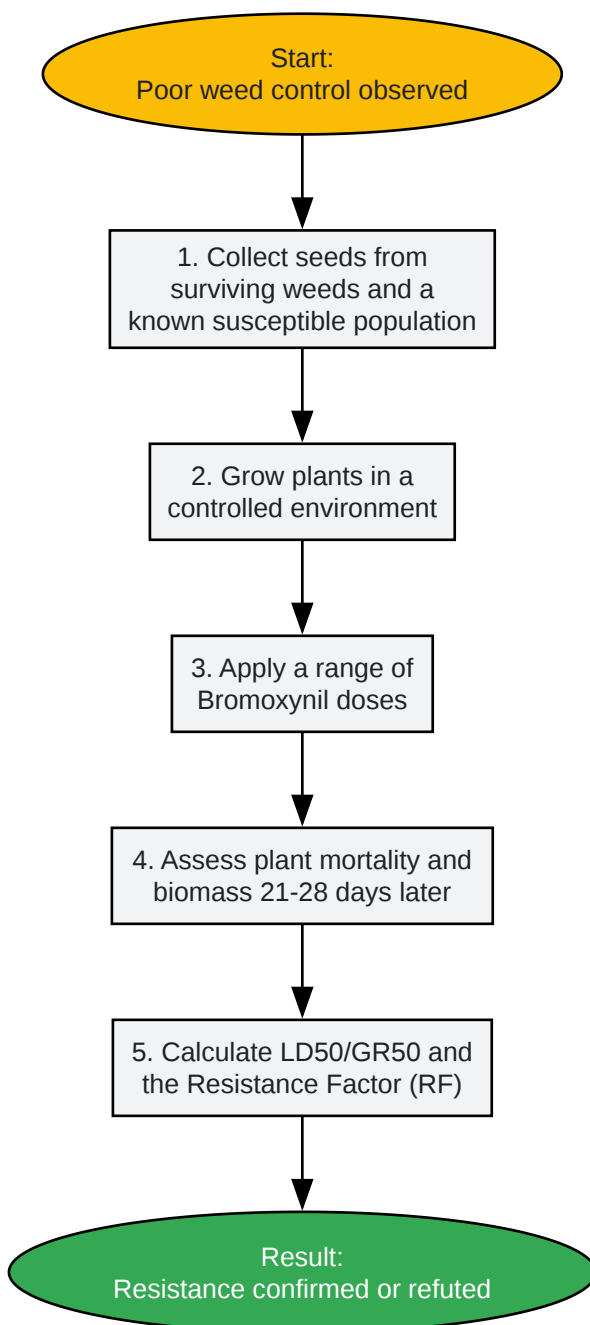 Start:
Poor weed control observed
1. Collect seeds from
surviving weeds and a
known susceptible population
2. Grow plants in a
controlled environment
3. Apply a range of
Bromoxynil doses
4. Assess plant mortality and
biomass 21-28 days later
5. Calculate LD50/GR50 and
the Resistance Factor (RF)
Result:
Resistance confirmed or refuted